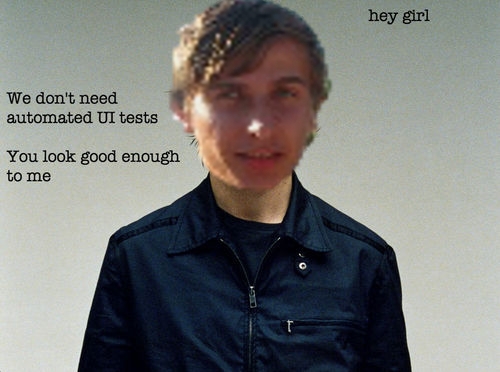 hey girl
We don't need
automated UI tests
You look good enough
to me